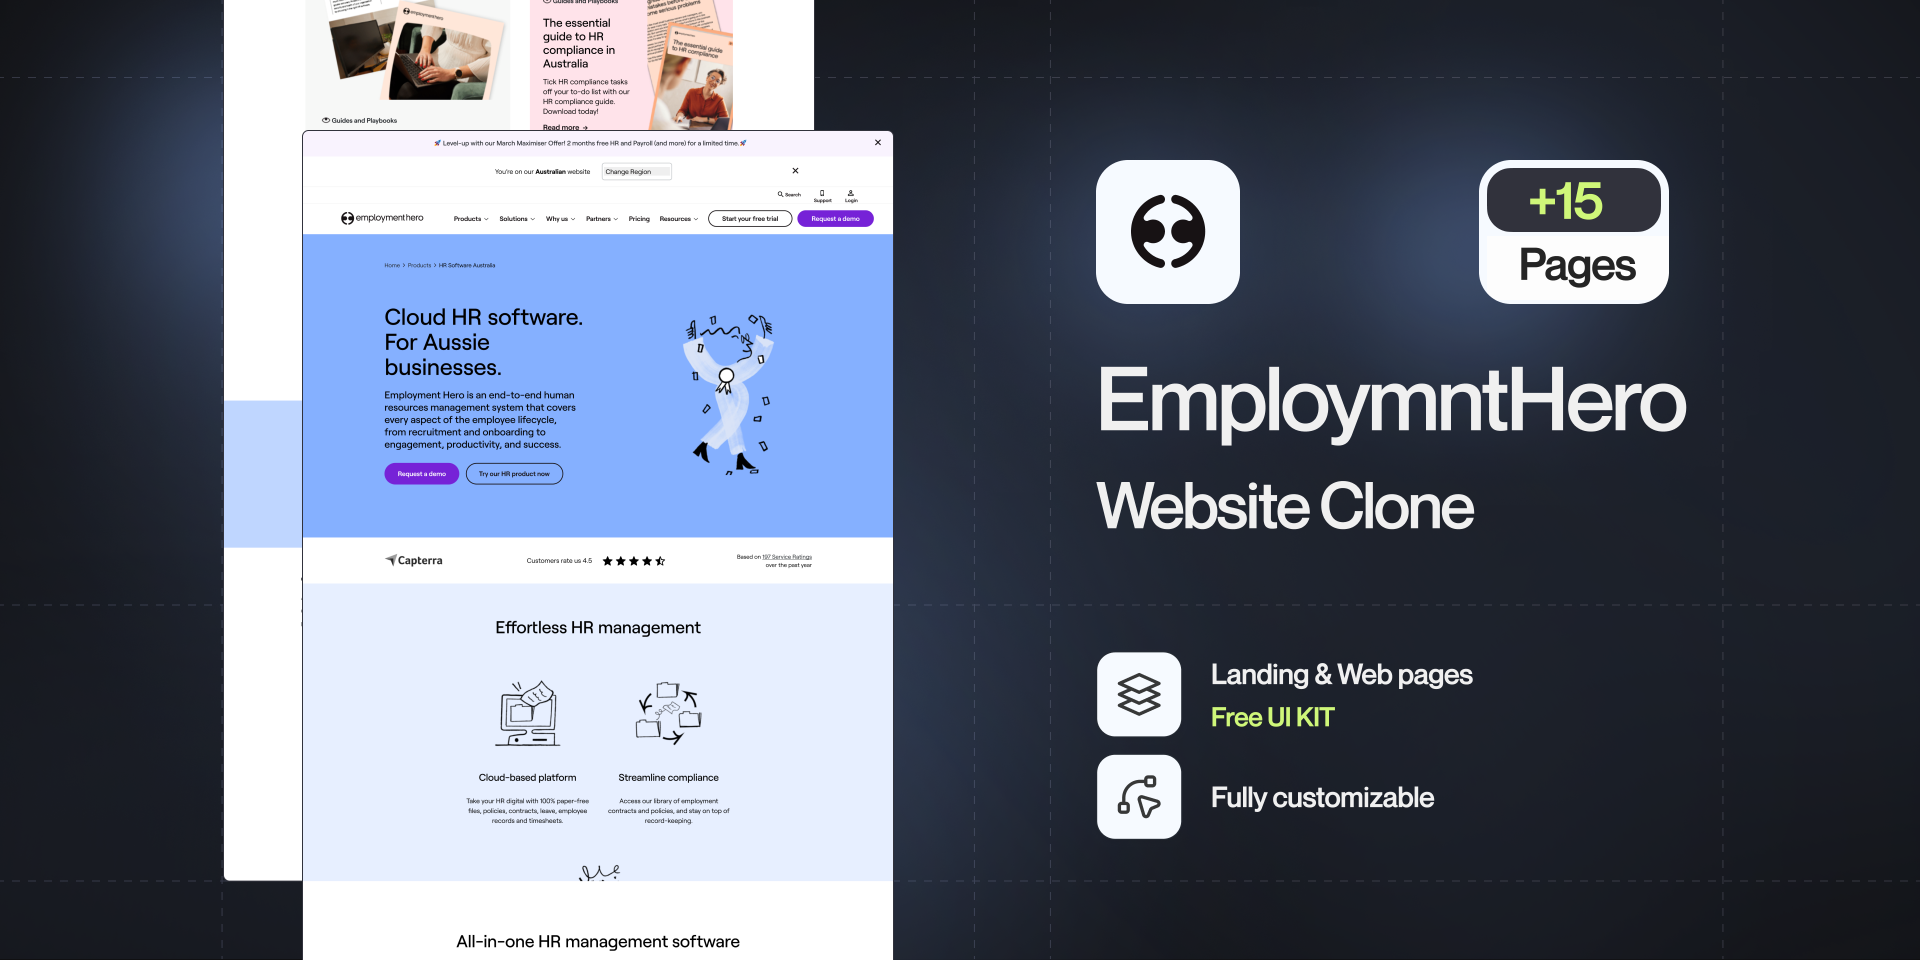 employmenthero
Guides and Playbooks
Guides and Playbooks
The essential
guide to HR
compliance in
Australia
Tick HR compliance tasks
off your to-do list with our
HR compliance guide.
Download today!
Read more →
some serious problems
The essential guide
to HR compliance
🚀 Level-up with our March Maximiser Offer! 2 months free HR and Payroll (and more) for a limited time.🚀
You're on our Australian website
Change Region
Search
Support
Login
employmenthero
Products
Solutions
Why us
Partners
Pricing
Resources
Start your free trial
Request a demo
Home > Products > HR Software Australia
Cloud HR software.
For Aussie
businesses.
Employment Hero is an end-to-end human
resources management system that covers
every aspect of the employee lifecycle,
from recruitment and onboarding to
engagement, productivity, and success.
Request a demo
Try our HR product now
Capterra
Customers rate us 4.5
Based on 197 Service Ratings
over the past year
Effortless HR management
Cloud-based platform
Take your HR digital with 100% paper-free
files, policies, contracts, leave, employee
records and timesheets.
Streamline compliance
Access our library of employment
contracts and policies, and stay on top of
record-keeping.
All-in-one HR management software
+15
Pages
EmploymntHero
Website Clone
Landing & Web pages
Free UI KIT
Fully customizable